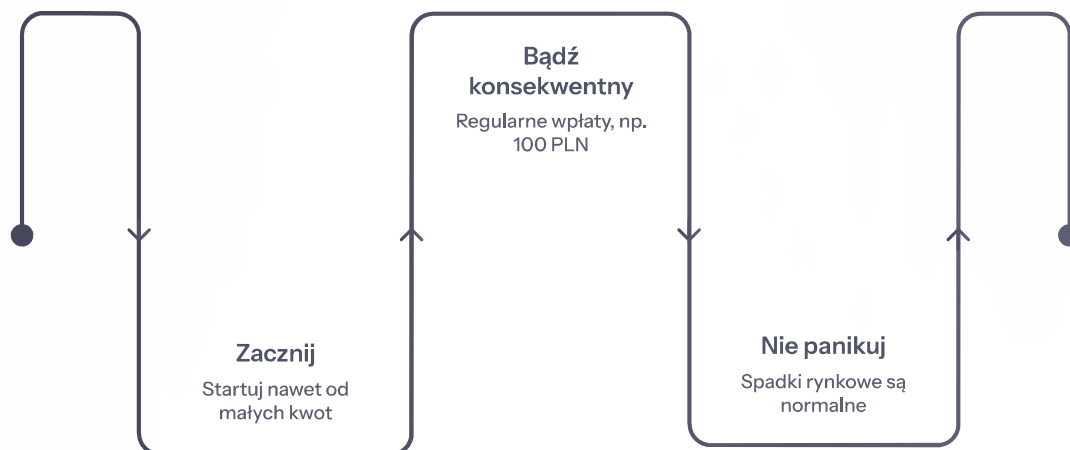 Zacznij
Startuj nawet od
małych kwot
Bądź
konsekwentny
Regularne wpłaty, np.
100 PLN
Nie panikuj
Spadki rynkowe są
normalne